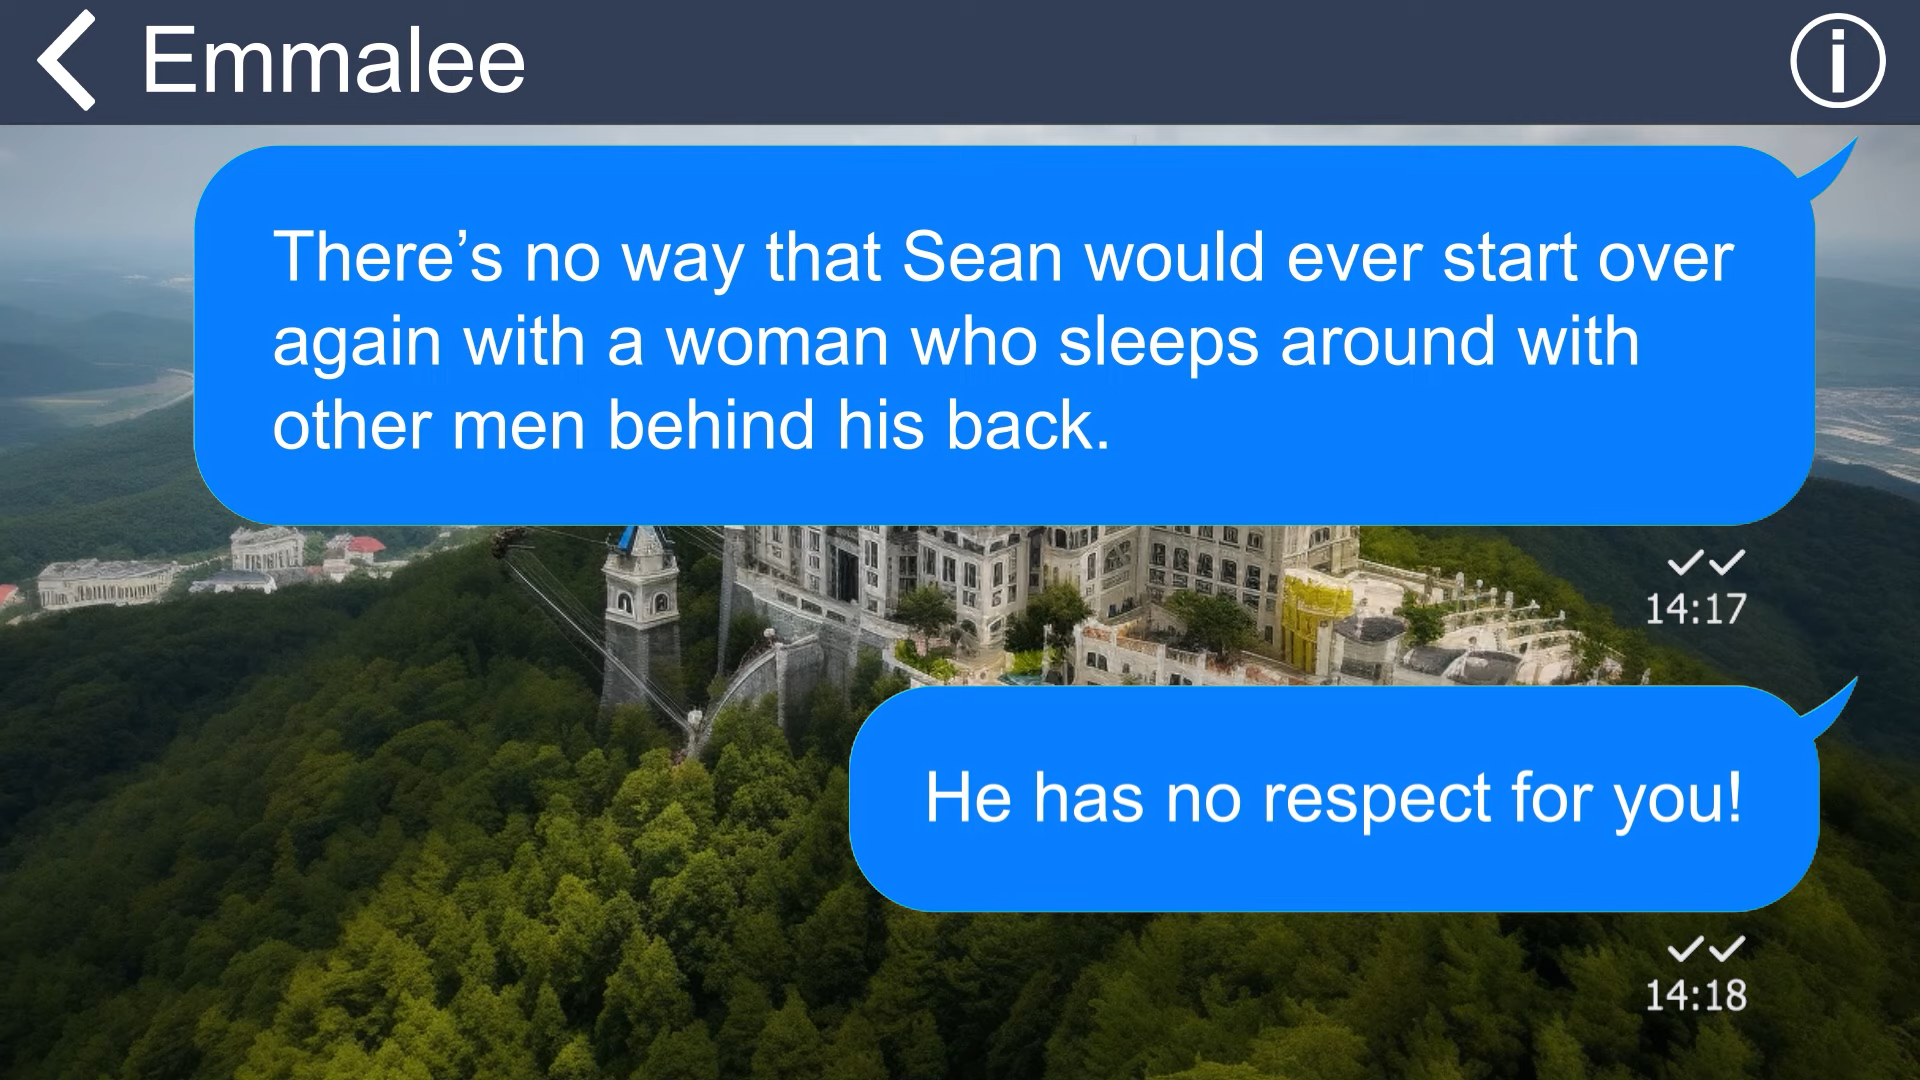 Emmalee
There’s no way that Sean would ever start over
again with a woman who sleeps around with
other men behind his back.
14:17
He has no respect for you!
14:18